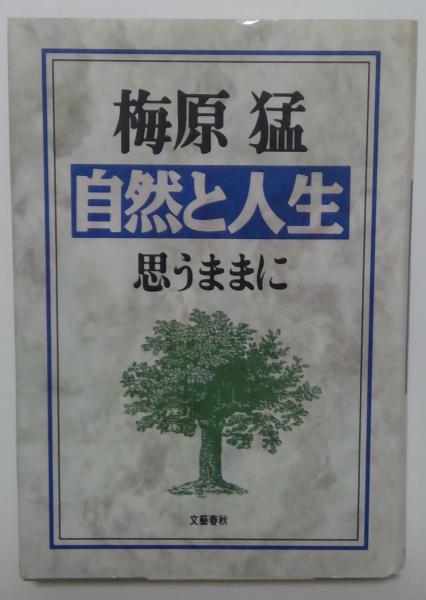 梅原 猛
自然と人生
思うままに
文藝春秋